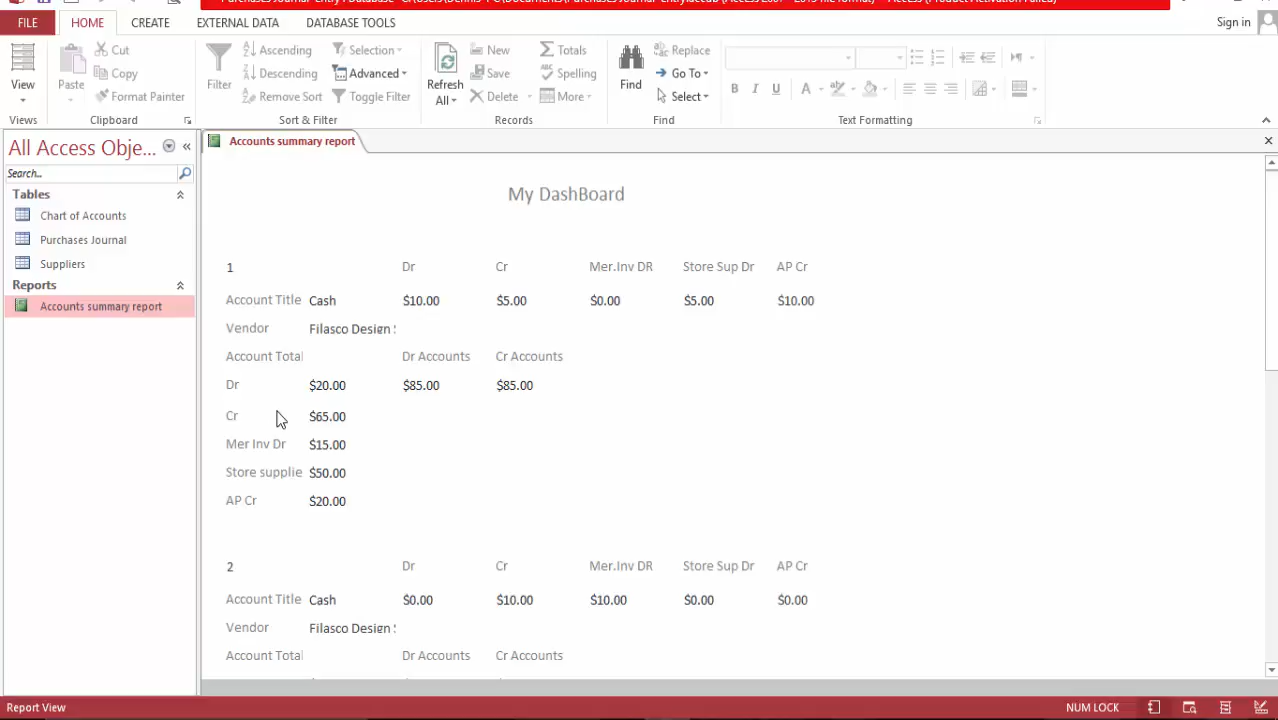 FILE HOME CREATE EXTERNAL DATA DATABASE TOOLS Sign in
View Paste Cut Copy Format Painter
Filter Ascending Descending Remove Sort Selection Advanced Toggle Filter
Refresh All New Save Delete Totals Spelling More
Find Replace Go To Select
B I U A
Views Clipboard Sort & Filter Records Find Text Formatting
All Access Obje...
Search...
Tables
Chart of Accounts
Purchases Journal
Suppliers
Reports
Accounts summary report
Accounts summary report
My DashBoard
1 Dr Cr Mer.Inv DR Store Sup Dr AP Cr
Account Title Cash $10.00 $5.00 $0.00 $5.00 $10.00
Vendor Filasco Design
Account Total Dr Accounts Cr Accounts
Dr $20.00 $85.00 $85.00
Cr $65.00
Mer Inv Dr $15.00
Store supplie $50.00
AP Cr $20.00
2 Dr Cr Mer.Inv DR Store Sup Dr AP Cr
Account Title Cash $0.00 $10.00 $10.00 $0.00 $0.00
Vendor Filasco Design
Account Total Dr Accounts Cr Accounts
Report View NUM LOCK